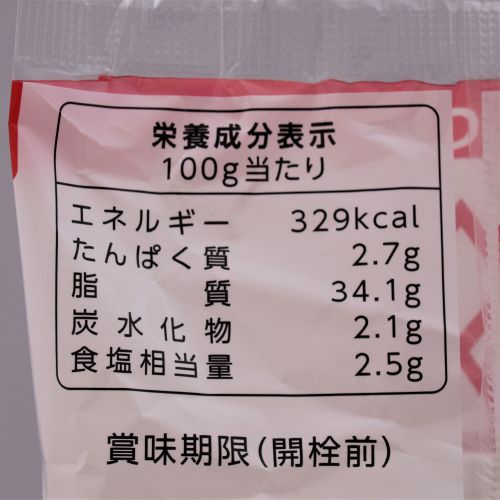 栄養成分表示
100g当たり
エネルギー 329kcal
たんぱく質 2.7g
脂質 34.1g
炭水化物 2.1g
食塩相当量 2.5g
賞味期限(開栓前)